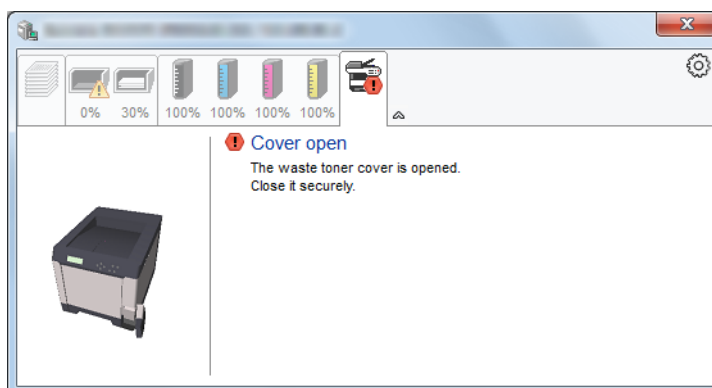 0% 30% 100% 100% 100% 100%
Cover open
The waste toner cover is opened.
Close it securely.